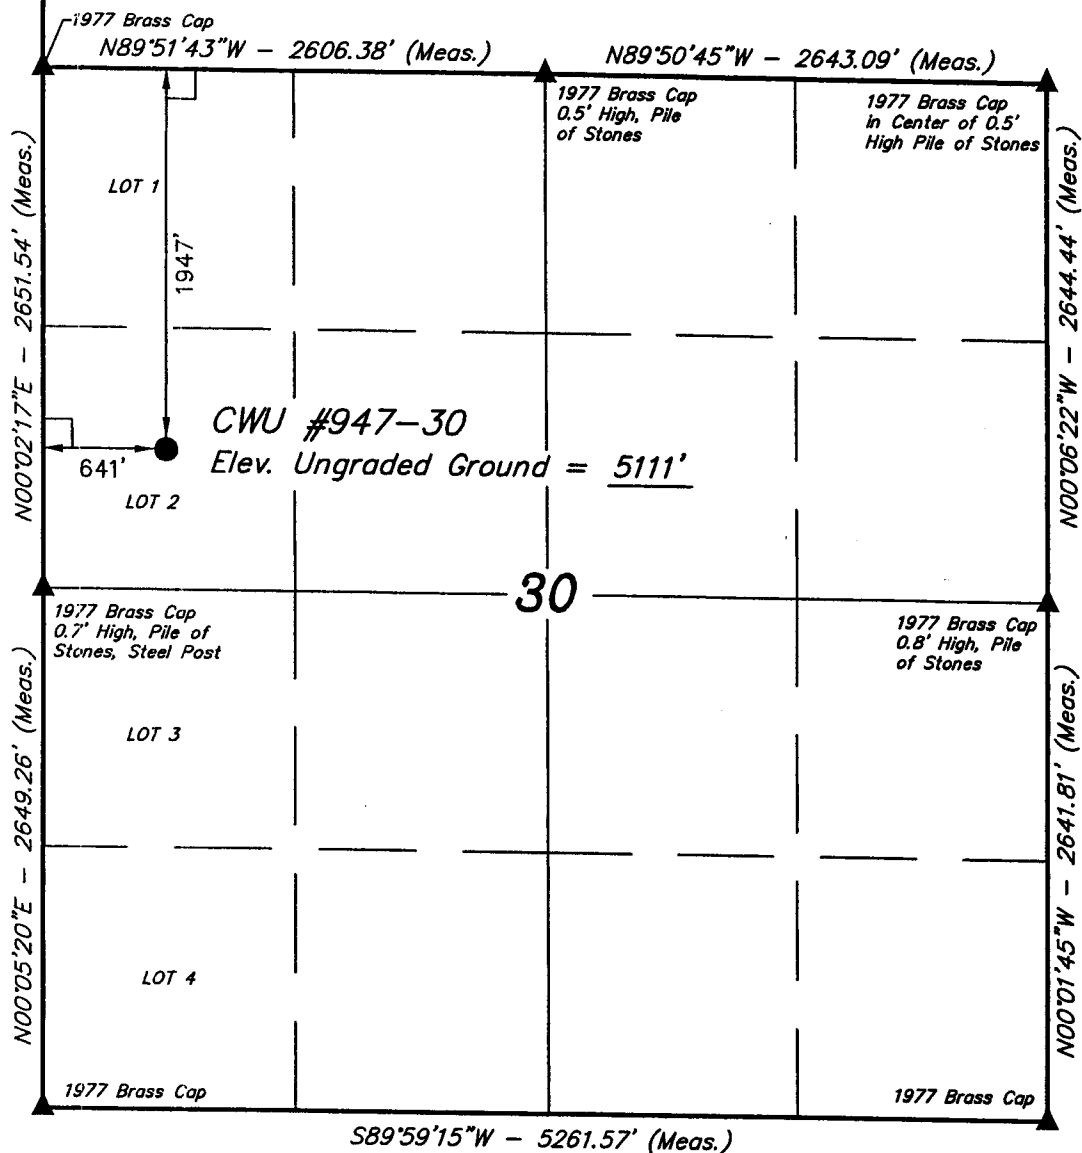 1977 Brass Cap
N89°51'43"W - 2606.38' (Meas.)
N89°50'45"W - 2643.09' (Meas.)
1977 Brass Cap
0.5' High, Pile
of Stones
1977 Brass Cap
in Center of 0.5'
High Pile of Stones
N00°02'17"E - 2651.54' (Meas.)
LOT 1
1947'
N00°06'22"W - 2644.44' (Meas.)
CWU #947-30
Elev. Ungraded Ground = 5111'
641'
LOT 2
30
1977 Brass Cap
0.7' High, Pile of
Stones, Steel Post
1977 Brass Cap
0.8' High, Pile
of Stones
N00°05'20"E - 2649.26' (Meas.)
LOT 3
N00°01'45"W - 2641.81' (Meas.)
LOT 4
1977 Brass Cap
1977 Brass Cap
S89°59'15"W - 5261.57' (Meas.)